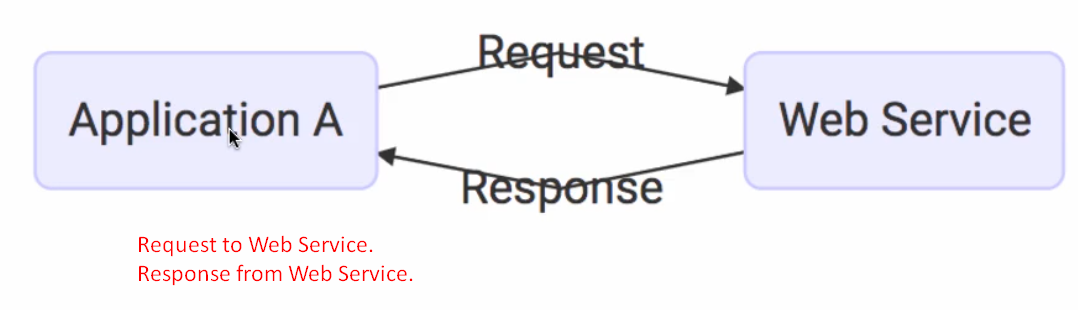 Request
Application A
Web Service
Response
Request to Web Service.
Response from Web Service.